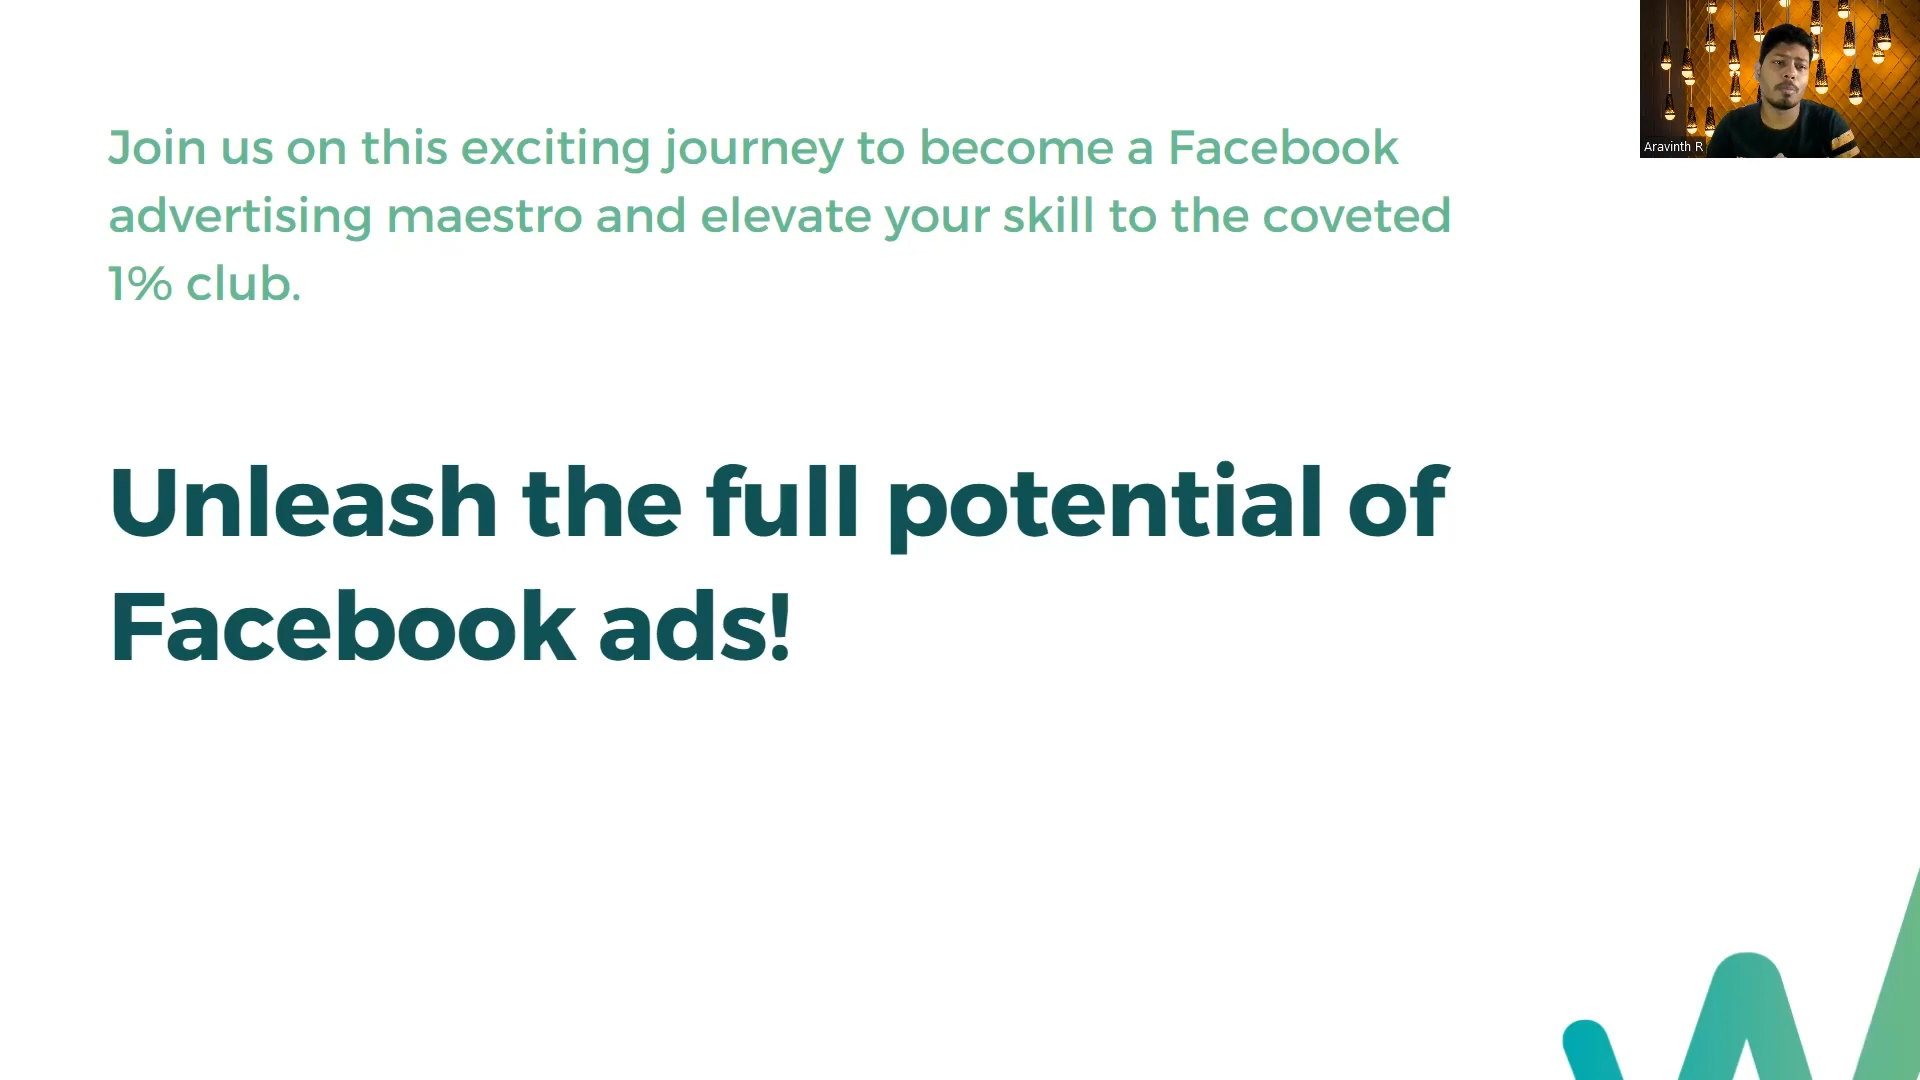 Join us on this exciting journey to become a Facebook
advertising maestro and elevate your skill to the coveted
1% club.
Unleash the full potential of
Facebook ads!
Aravinth R